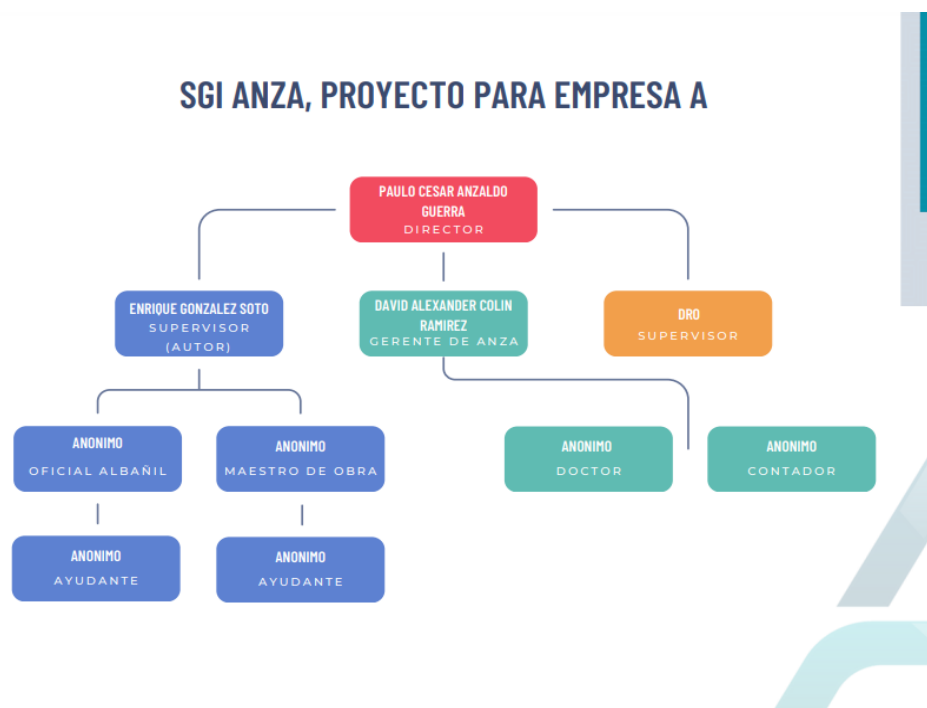 SGI ANZA, PROYECTO PARA EMPRESA A
PAULO CESAR ANZALDO
GUERRA
DIRECTOR
ENRIQUE GONZALEZ SOTO
SUPERVISOR
(AUTOR)
DAVID ALEXANDER COLIN
RAMIREZ
GERENTE DE ANZA
DRO
SUPERVISOR
ANONIMO
OFICIAL ALBAÑIL
ANONIMO
MAESTRO DE OBRA
ANONIMO
DOCTOR
ANONIMO
CONTADOR
ANONIMO
AYUDANTE
ANONIMO
AYUDANTE